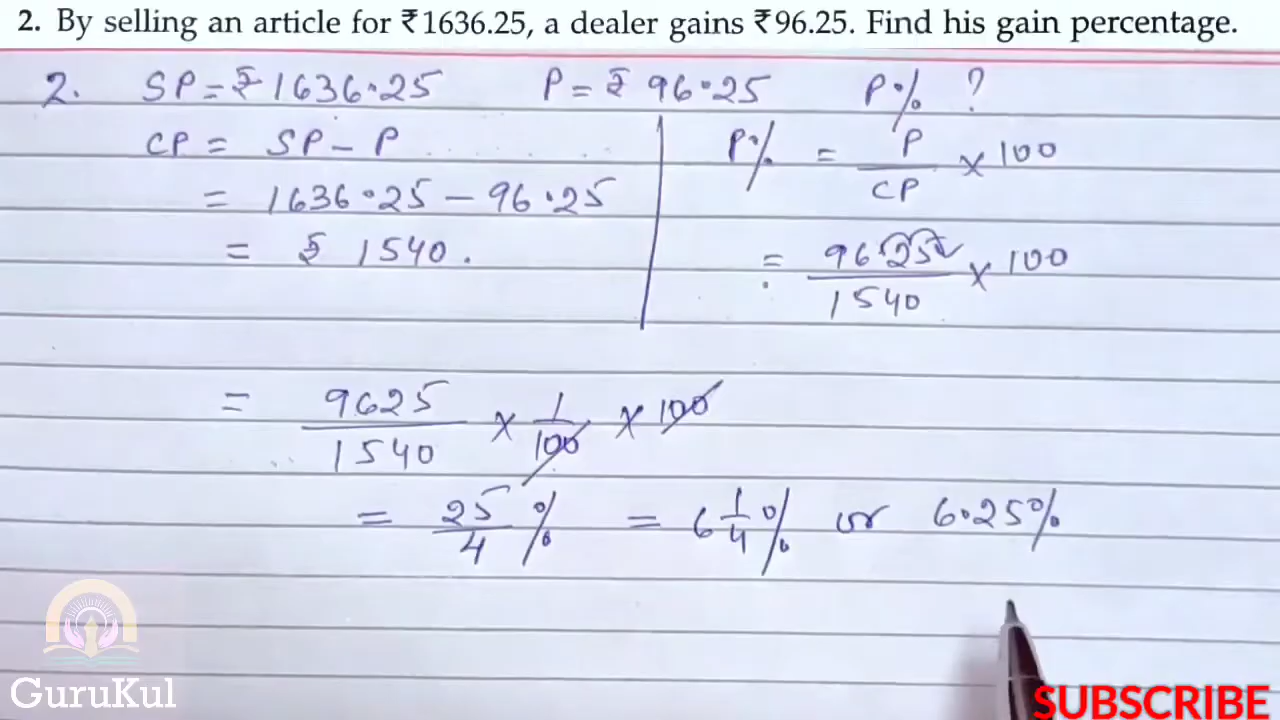 2. By selling an article for ₹1636.25, a dealer gains ₹96.25. Find his gain percentage.
2. SP = ₹ 1636.25 P = ₹ 96.25 P% ?
CP = SP - P
= 1636.25 - 96.25
= ₹ 1540.
P% = P/CP × 100
= 96.25/1540 × 100
= 9625/1540 × 1/100 × 100
= 25/4 % = 6 1/4 % or 6.25%
GuruKul
SUBSCRIBE